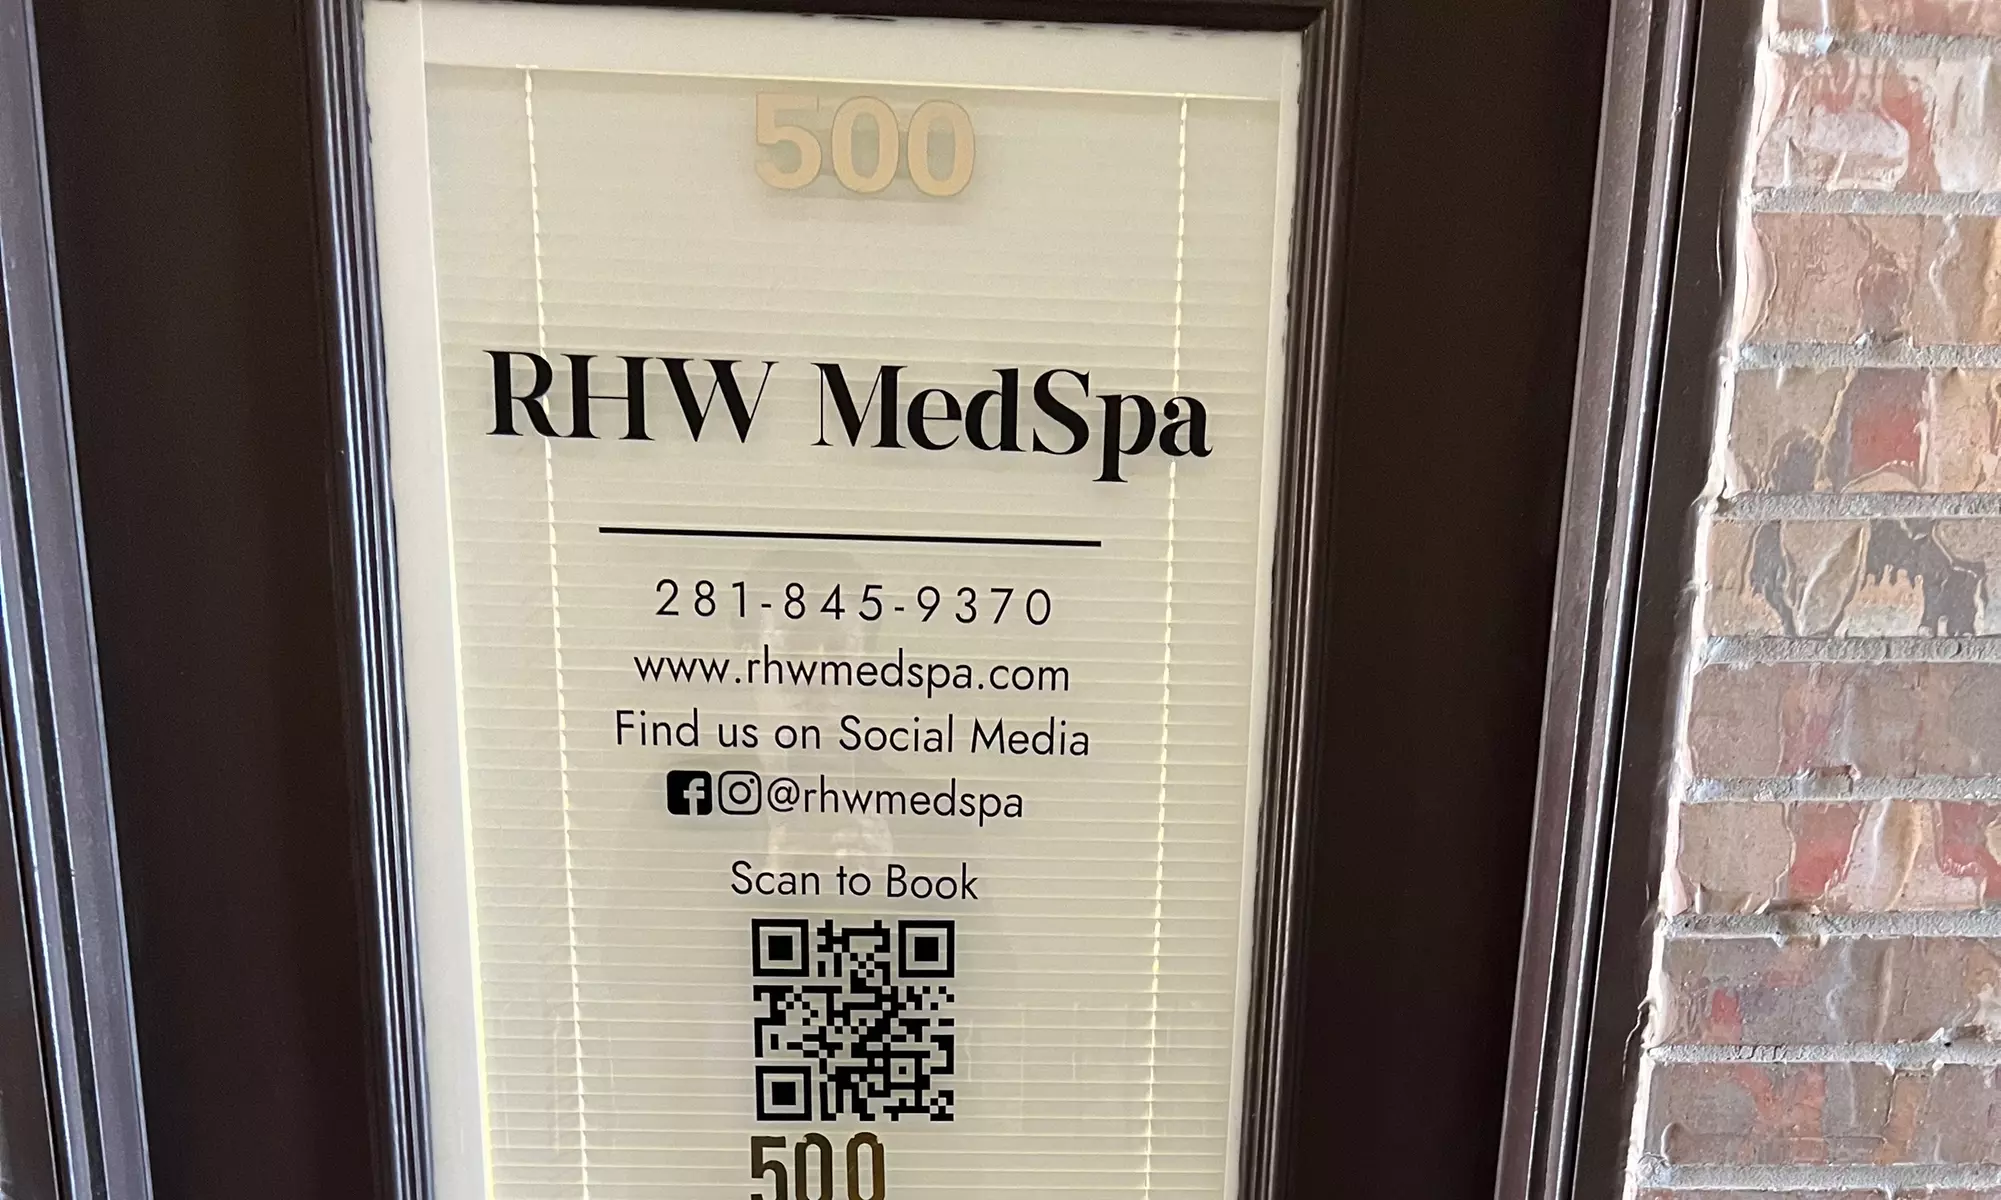 500
RHW MedSpa
281-845-9370
www.rhwmedspa.com
Find us on Social Media
@rhwmedspa
Scan to Book
500